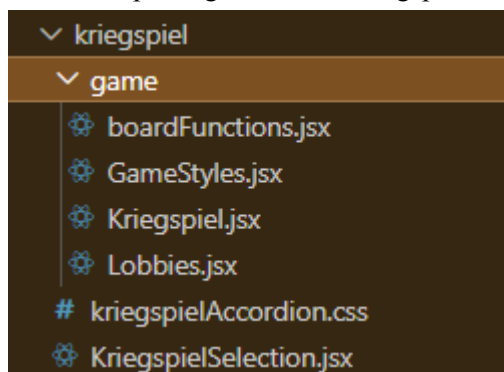 kriegspiel
game
boardFunctions.jsx
GameStyles.jsx
Kriegspiel.jsx
Lobbies.jsx
# kriegspielAccordion.css
KriegspielSelection.jsx